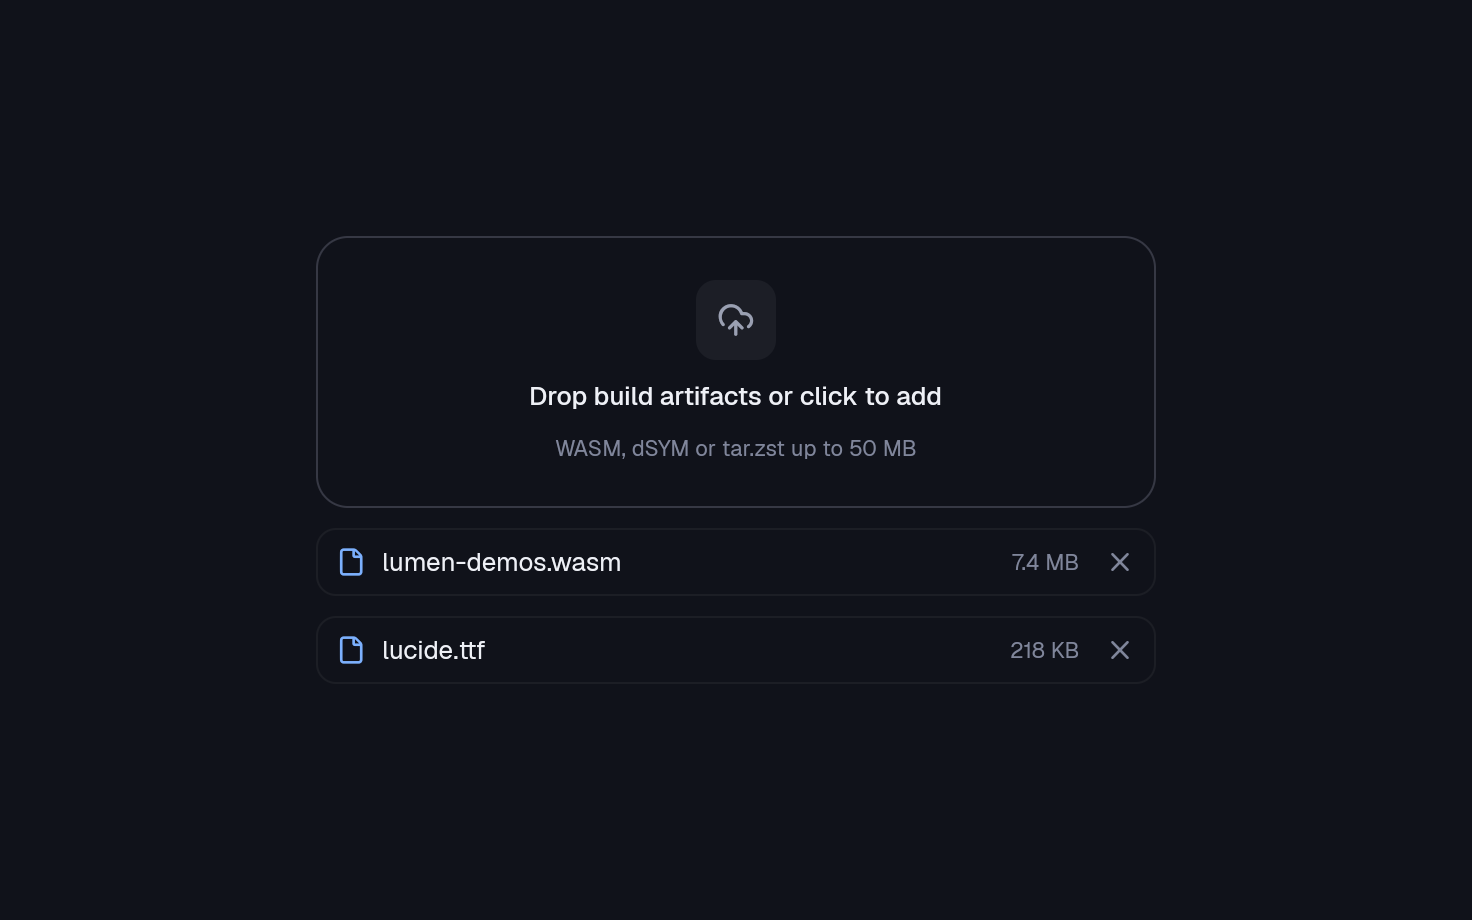 Drop build artifacts or click to add
WASM, dSYM or tar.zst up to 50 MB
lumen-demos.wasm 7.4 MB
lucide.ttf 218 KB